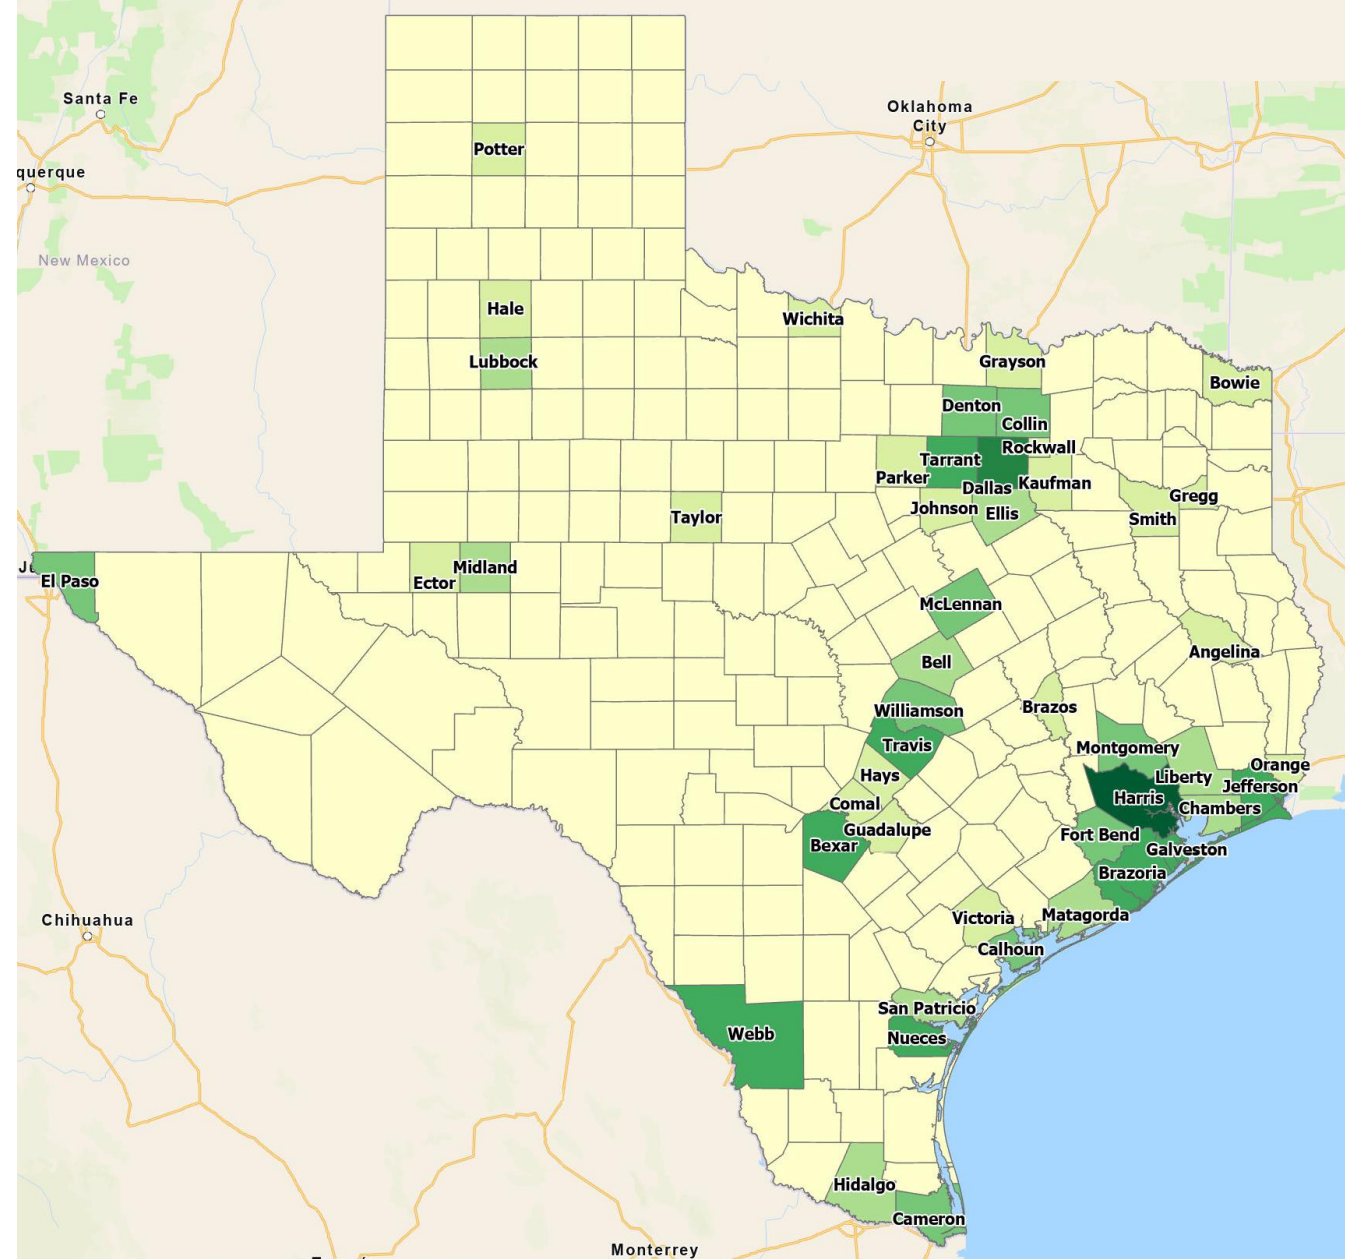 Santa Fe
Oklahoma
City
Potter
querque
New Mexico
Hale
Wichita
Lubbock
Grayson
Bowie
Denton
Collin
Rockwall
Tarrant
Parker
Kaufman
Dallas
Gregg
Johnson
Ellis
Taylor
Smith
Ju
El Paso
Midland
Ector
McLennan
Angelina
Bell
Brazos
Williamson
Travis
Montgomery
Orange
Hays
Liberty
Jefferson
Harris
Comal
Chambers
Guadalupe
Fort Bend
Bexar
Galveston
Brazoria
Matagorda
Victoria
Chihuahua
Calhoun
San Patricio
Webb
Nueces
Hidalgo
Cameron
Monterrey